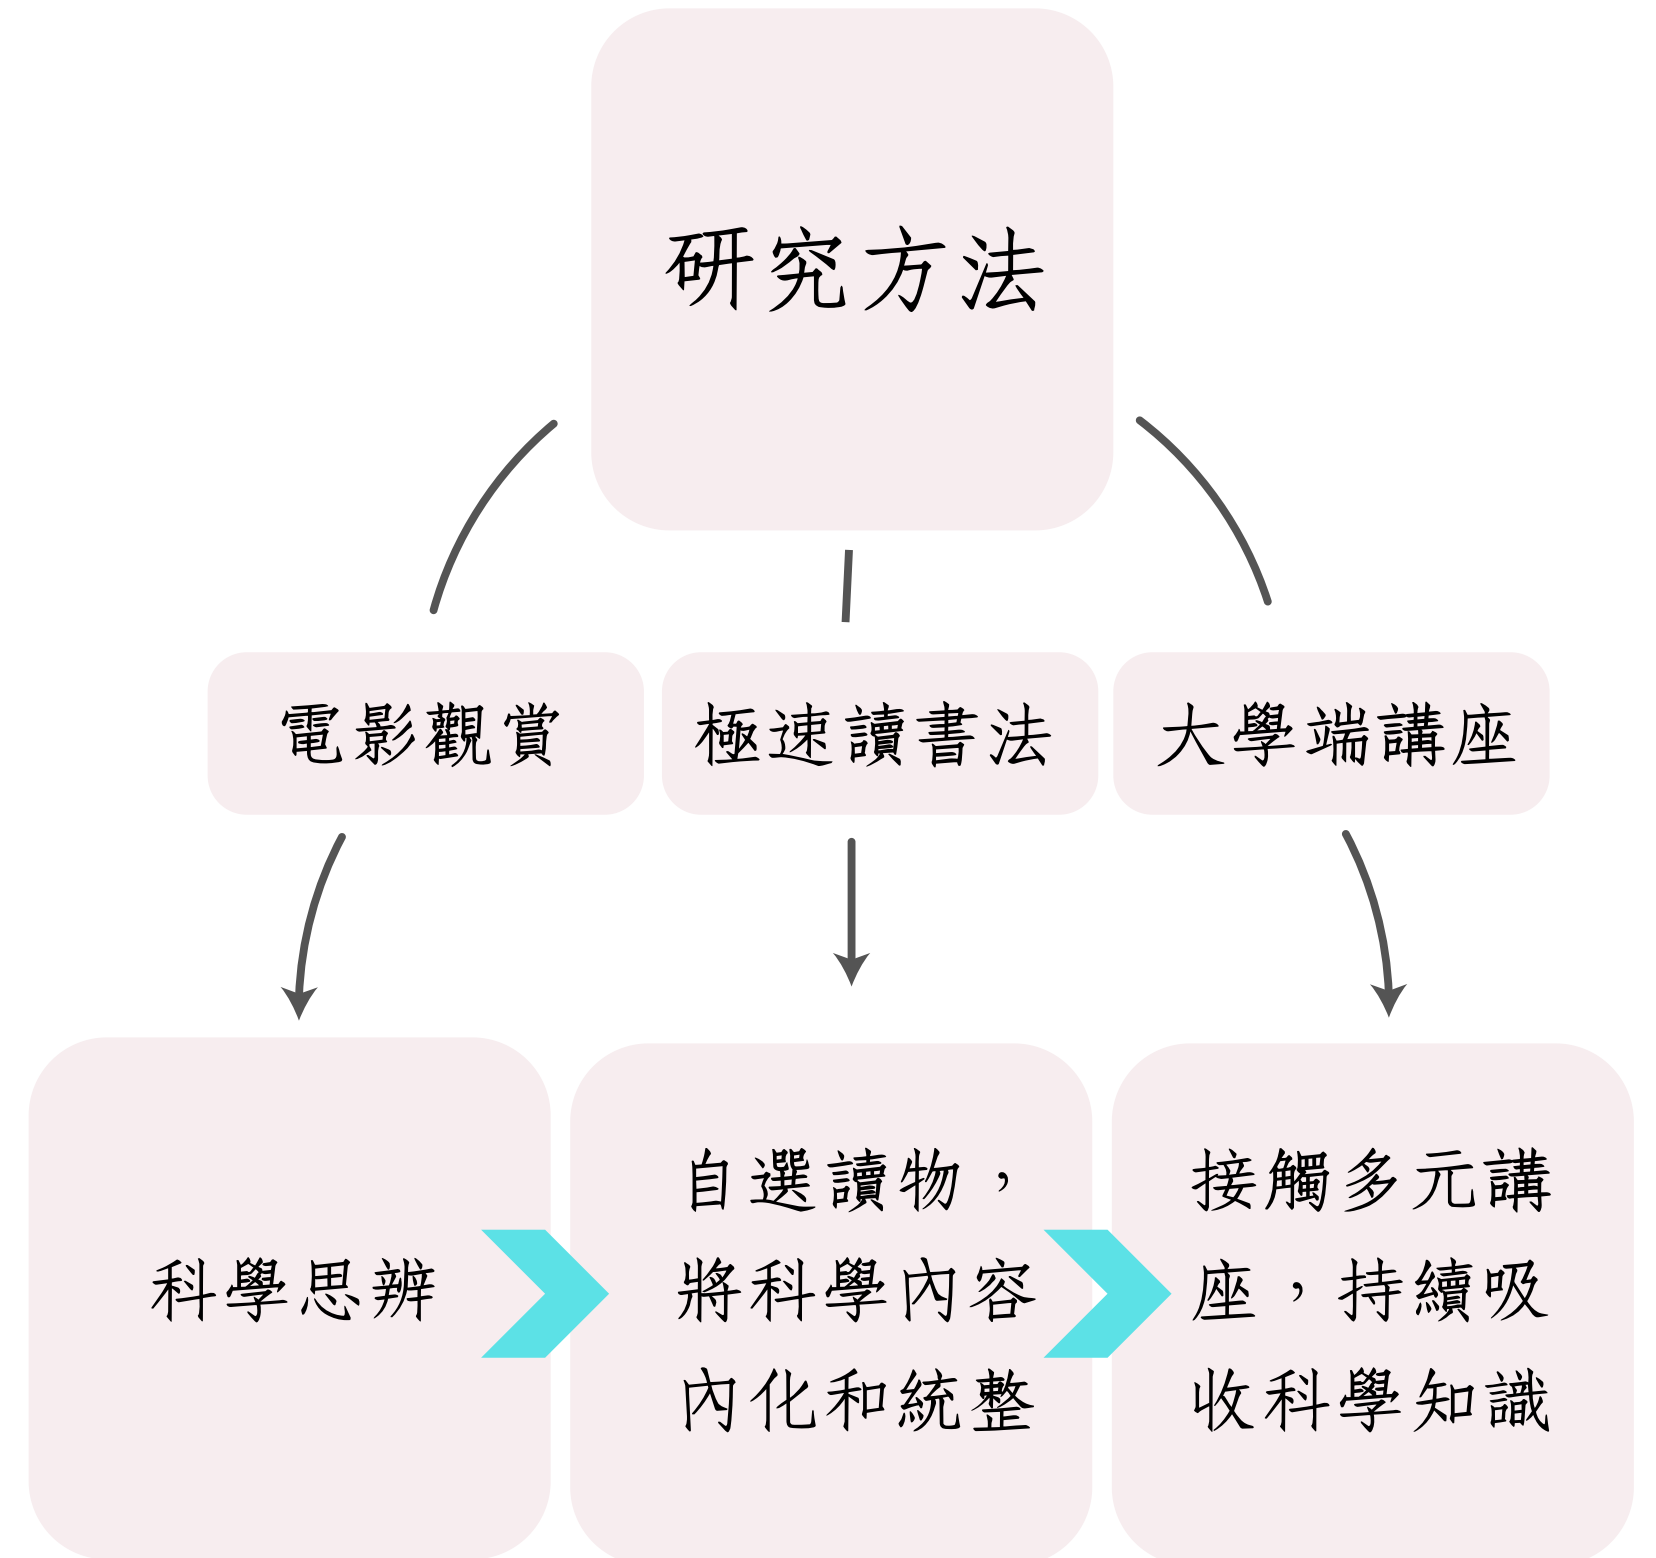 研究方法
電影觀賞
極速讀書法
大學端講座
科學思辨
自選讀物，
將科學內容
內化和統整
接觸多元講
座，持續吸
收科學知識